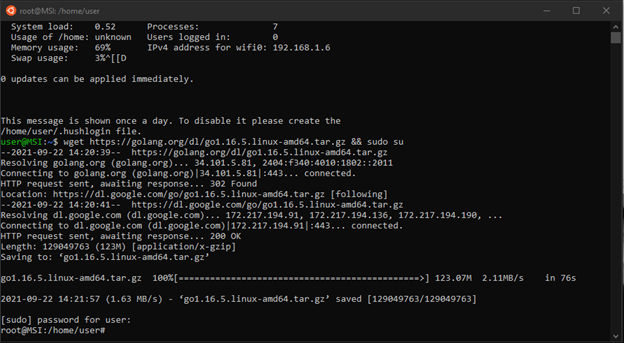 root@MSI: /home/user
System load:    0.52      Processes:              7
Usage of /home: unknown   Users logged in:        0
Memory usage:   69%       IPv4 address for wifi0: 192.168.1.6
Swap usage:     3%^[[D
0 updates can be applied immediately.
This message is shown once a day. To disable it please create the
/home/user/.hushlogin file.
user@MSI:~$ wget https://golang.org/dl/go1.16.5.linux-amd64.tar.gz && sudo su
--2021-09-22 14:20:39--  https://golang.org/dl/go1.16.5.linux-amd64.tar.gz
Resolving golang.org (golang.org)... 34.101.5.81, 2404:f340:4010:1802::2011
Connecting to golang.org (golang.org)|34.101.5.81|:443... connected.
HTTP request sent, awaiting response... 302 Found
Location: https://dl.google.com/go/go1.16.5.linux-amd64.tar.gz [following]
--2021-09-22 14:20:41--  https://dl.google.com/go/go1.16.5.linux-amd64.tar.gz
Resolving dl.google.com (dl.google.com)... 172.217.194.91, 172.217.194.136, 172.217.194.190, ...
Connecting to dl.google.com (dl.google.com)|172.217.194.91|:443... connected.
HTTP request sent, awaiting response... 200 OK
Length: 129049763 (123M) [application/x-gzip]
Saving to: ‘go1.16.5.linux-amd64.tar.gz’
go1.16.5.linux-amd64.tar.gz  100%[==============================================>] 123.07M  2.11MB/s    in 76s
2021-09-22 14:21:57 (1.63 MB/s) - ‘go1.16.5.linux-amd64.tar.gz’ saved [129049763/129049763]
[sudo] password for user:
root@MSI:/home/user#